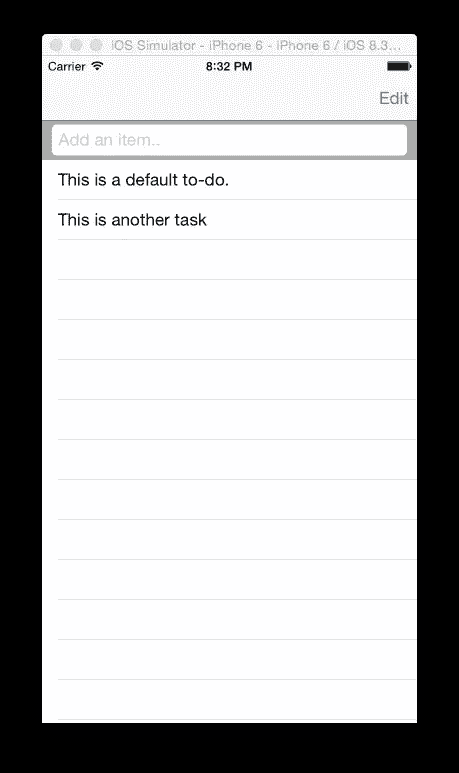 iOS Simulator - iPhone 6 - iPhone 6 / iOS 8.3...
Carrier 8:32 PM
Edit
Add an item..
This is a default to-do.
This is another task